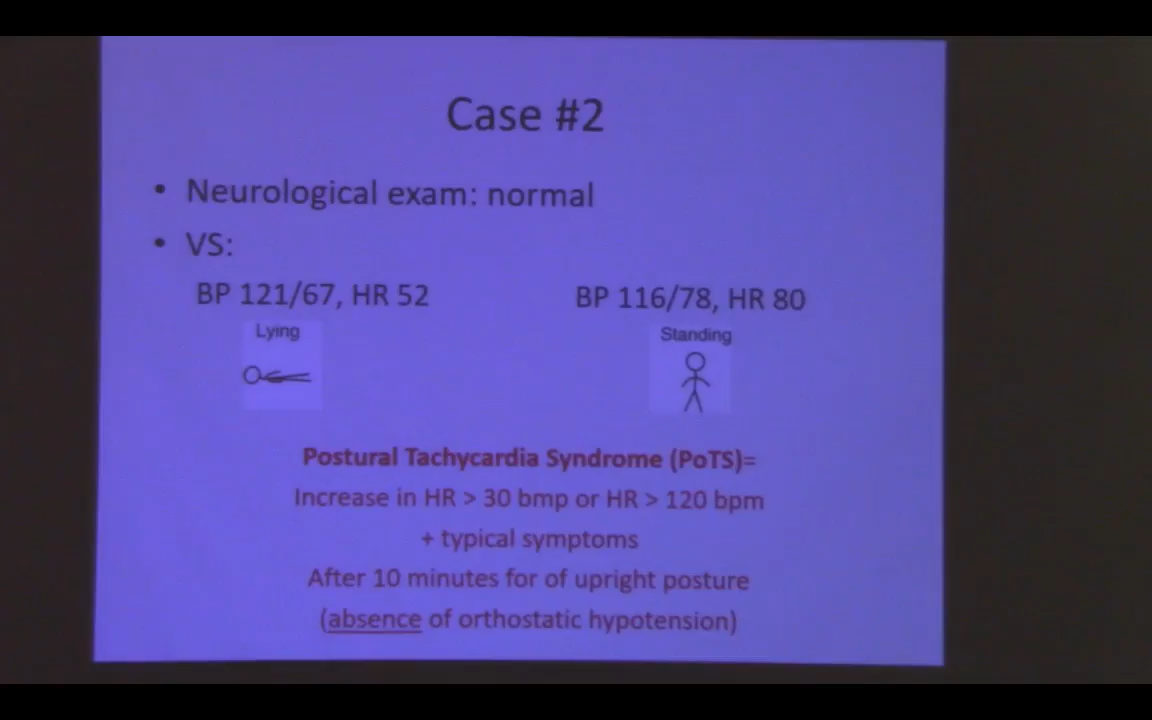 Case #2
• Neurological exam: normal
• VS:
BP 121/67, HR 52
BP 116/78, HR 80
Lying
Standing
Postural Tachycardia Syndrome (PoTS)=
Increase in HR > 30 bmp or HR > 120 bpm
+ typical symptoms
After 10 minutes for of upright posture
(absence of orthostatic hypotension)